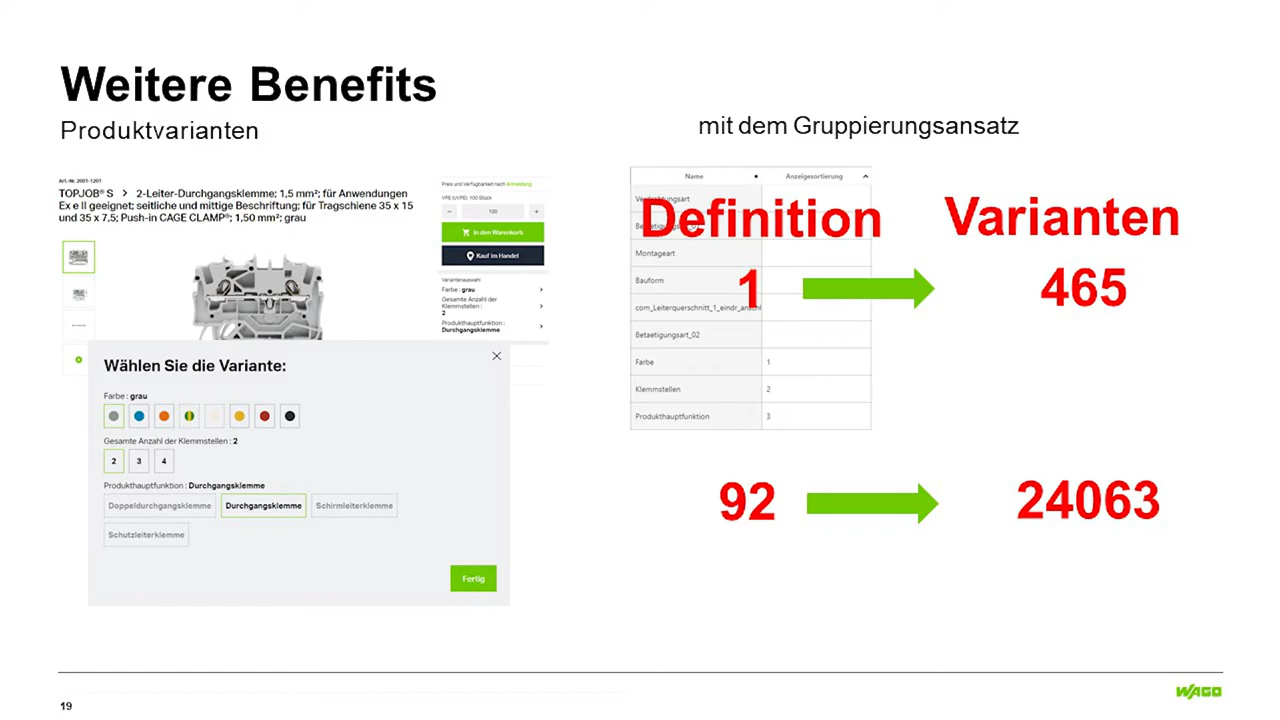 Weitere Benefits
Produktvarianten
mit dem Gruppierungsansatz
Art.-Nr. 2001-1201
TOPJOB® S > 2-Leiter-Durchgangsklemme; 1,5 mm²; für Anwendungen
Ex e II geeignet; seitliche und mittige Beschriftung; für Tragschiene 35 x 15
und 35 x 7,5; Push-in CAGE CLAMP®; 1,50 mm²; grau
Preis und Verfügbarkeit nach Anmeldung
VPE (UVPE): 100 Stück
− 100 +
In den Warenkorb
Kauf im Handel
Variantenauswahl
Farbe : grau
Gesamte Anzahl der
Klemmstellen :
2
Produkthauptfunktion :
Durchgangsklemme
Wählen Sie die Variante:
Farbe : grau
Gesamte Anzahl der Klemmstellen : 2
2 3 4
Produkthauptfunktion : Durchgangsklemme
Doppeldurchgangsklemme Durchgangsklemme Schirmleiterklemme
Schutzleiterklemme
Fertig
Name Anzeigesortierung
Verdrahtungsart
Definition Varianten
Montageart
Bauform
1 465
com_Leiterquerschnitt_1_eindr_anschl
Betaetigungsart_02
Farbe 1
Klemmstellen 2
Produkthauptfunktion 3
92 24063
19
WAGO